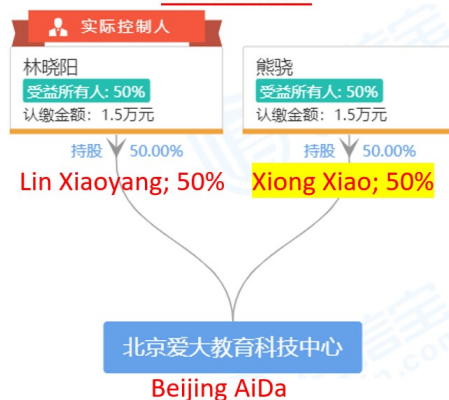 实际控制人
林晓阳
受益所有人: 50%
认缴金额：1.5万元
熊骁
受益所有人: 50%
认缴金额：1.5万元
持股 50.00%
持股 50.00%
Lin Xiaoyang; 50%
Xiong Xiao; 50%
北京爱大教育科技中心
Beijing AiDa